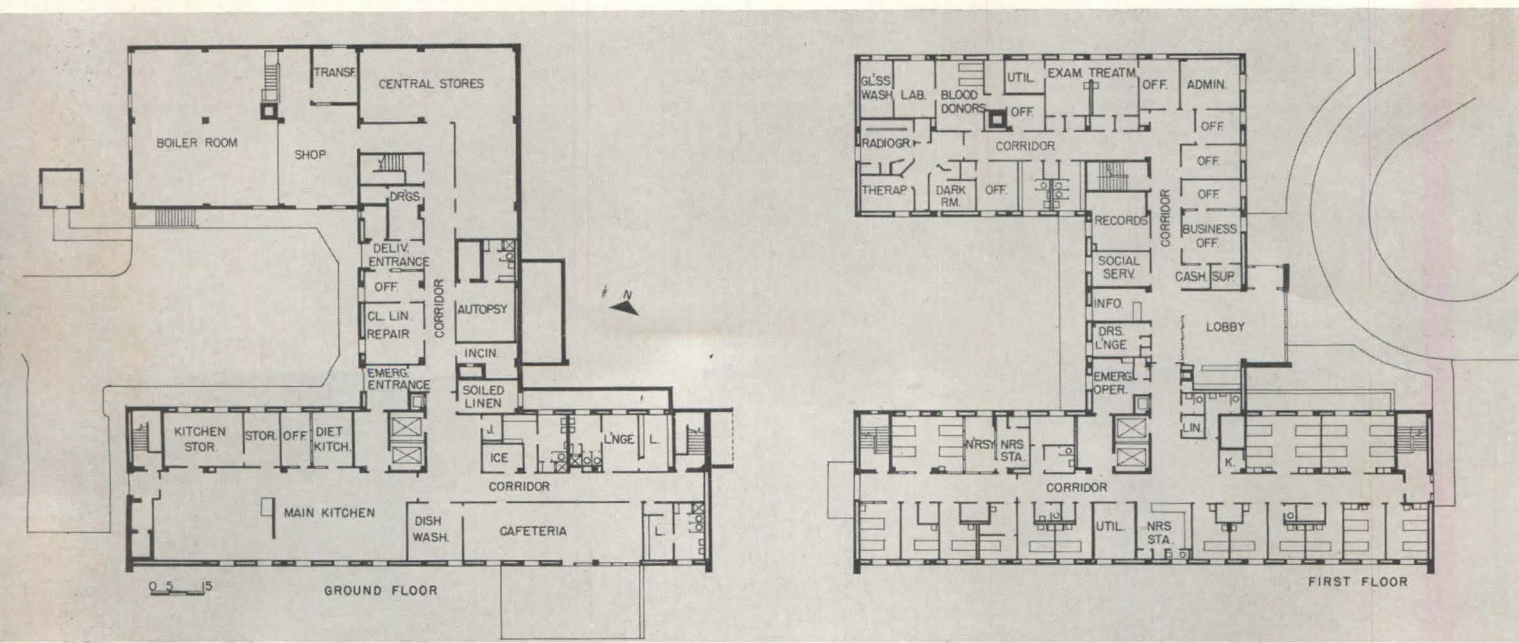 TRANSF.
CENTRAL STORES
BOILER ROOM
SHOP
DR'GS.
DELIV.
ENTRANCE
OFF.
CORRIDOR
AUTOPSY
CL. LIN.
REPAIR
INCIN.
EMERG.
ENTRANCE
SOILED
LINEN
KITCHEN
STOR.
STOR.
OFF.
DIET
KITCH.
J.
ICE
L'NGE
L.
CORRIDOR
MAIN KITCHEN
DISH
WASH.
CAFETERIA
L.
0 5 15
GROUND FLOOR
N
GL'SS
WASH
LAB.
BLOOD
DONORS
UTIL.
OFF.
EXAM.
TREATM.
OFF.
ADMIN.
OFF.
RADIOGR.
CORRIDOR
OFF.
THERAP.
DARK
RM.
OFF.
OFF.
RECORDS
CORRIDOR
BUSINESS
OFF.
SOCIAL
SERV.
CASH.
SUP.
INFO.
LOBBY
DRS.
L'NGE
EMERG.
OPER.
LIN.
N'RSY
NRS
STA.
K.
CORRIDOR
UTIL.
NRS
STA.
FIRST FLOOR